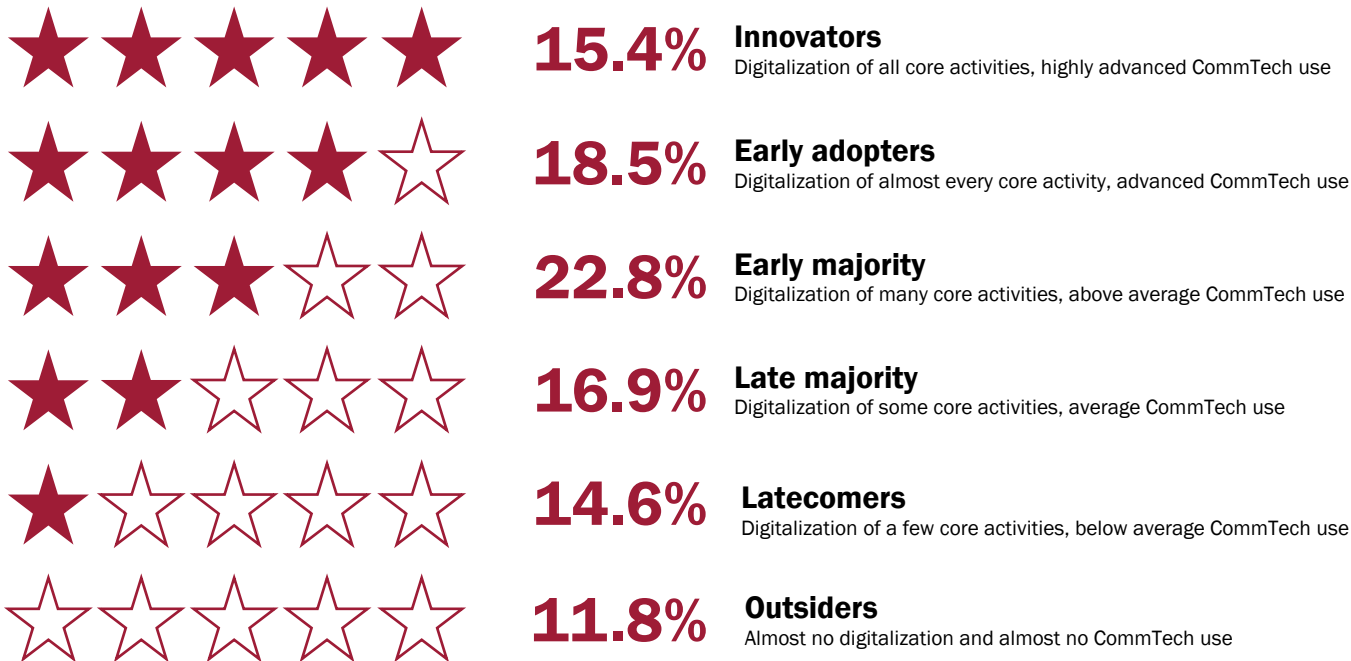 15.4%
Innovators
Digitalization of all core activities, highly advanced CommTech use
18.5%
Early adopters
Digitalization of almost every core activity, advanced CommTech use
22.8%
Early majority
Digitalization of many core activities, above average CommTech use
16.9%
Late majority
Digitalization of some core activities, average CommTech use
14.6%
Latecomers
Digitalization of a few core activities, below average CommTech use
11.8%
Outsiders
Almost no digitalization and almost no CommTech use